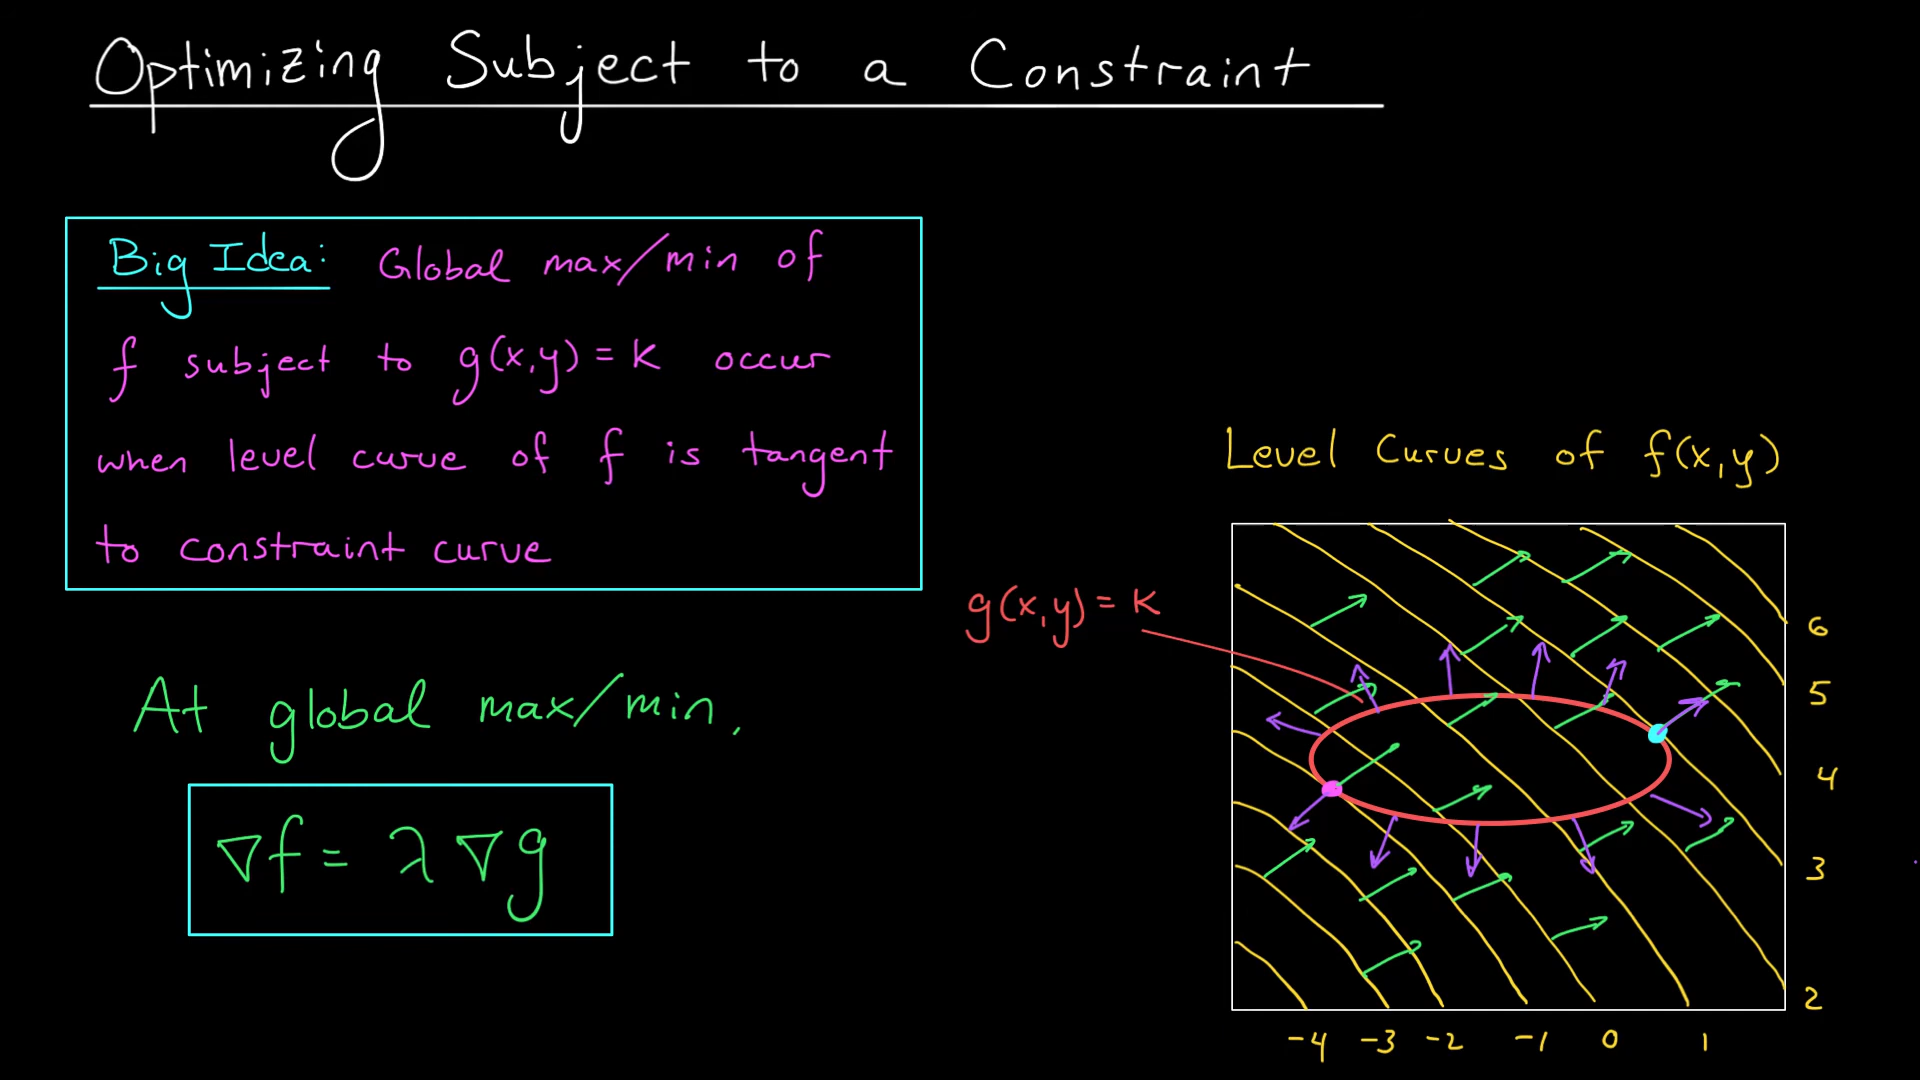 Optimizing Subject to a Constraint
Big Idea: Global max/min of
f subject to g(x,y) = K occur
when level curve of f is tangent
to constraint curve
At global max/min,
∇f = λ∇g
Level Curves of f(x,y)
g(x,y) = K
6
5
4
3
2
-4 -3 -2 -1 0 1